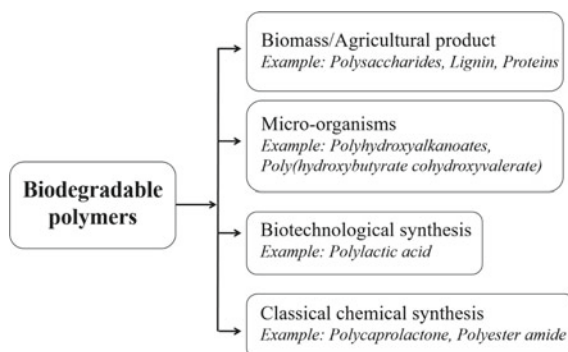 Biomass/Agricultural product
Example: Polysaccharides, Lignin, Proteins
Micro-organisms
Example: Polyhydroxyalkanoates,
Poly(hydroxybutyrate cohydroxyvalerate)
Biodegradable
polymers
Biotechnological synthesis
Example: Polylactic acid
Classical chemical synthesis
Example: Polycaprolactone, Polyester amide